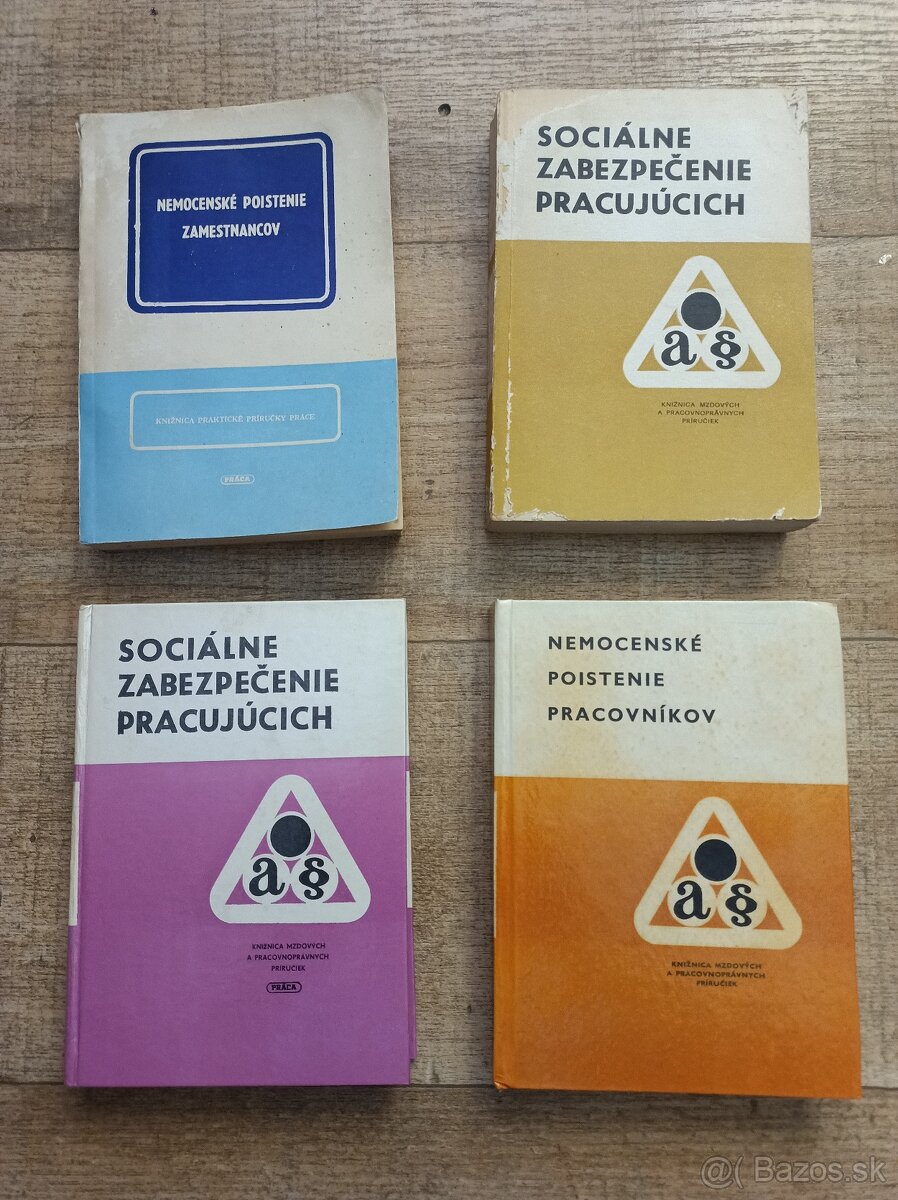 NEMOCENSKÉ POISTENIE
ZAMESTNANCOV
KNIŽNICA PRAKTICKÉ PRÍRUČKY PRÁCE
PRÁCA
SOCIÁLNE
ZABEZPEČENIE
PRACUJÚCICH
a §
KNIŽNICA MZDOVÝCH
A PRACOVNOPRÁVNYCH
PRÍRUČIEK
SOCIÁLNE
ZABEZPEČENIE
PRACUJÚCICH
a §
KNIŽNICA MZDOVÝCH
A PRACOVNOPRÁVNYCH
PRÍRUČIEK
PRÁCA
NEMOCENSKÉ
POISTENIE
PRACOVNÍKOV
a §
KNIŽNICA MZDOVÝCH
A PRACOVNOPRÁVNYCH
PRÍRUČIEK
@( Bazos.sk